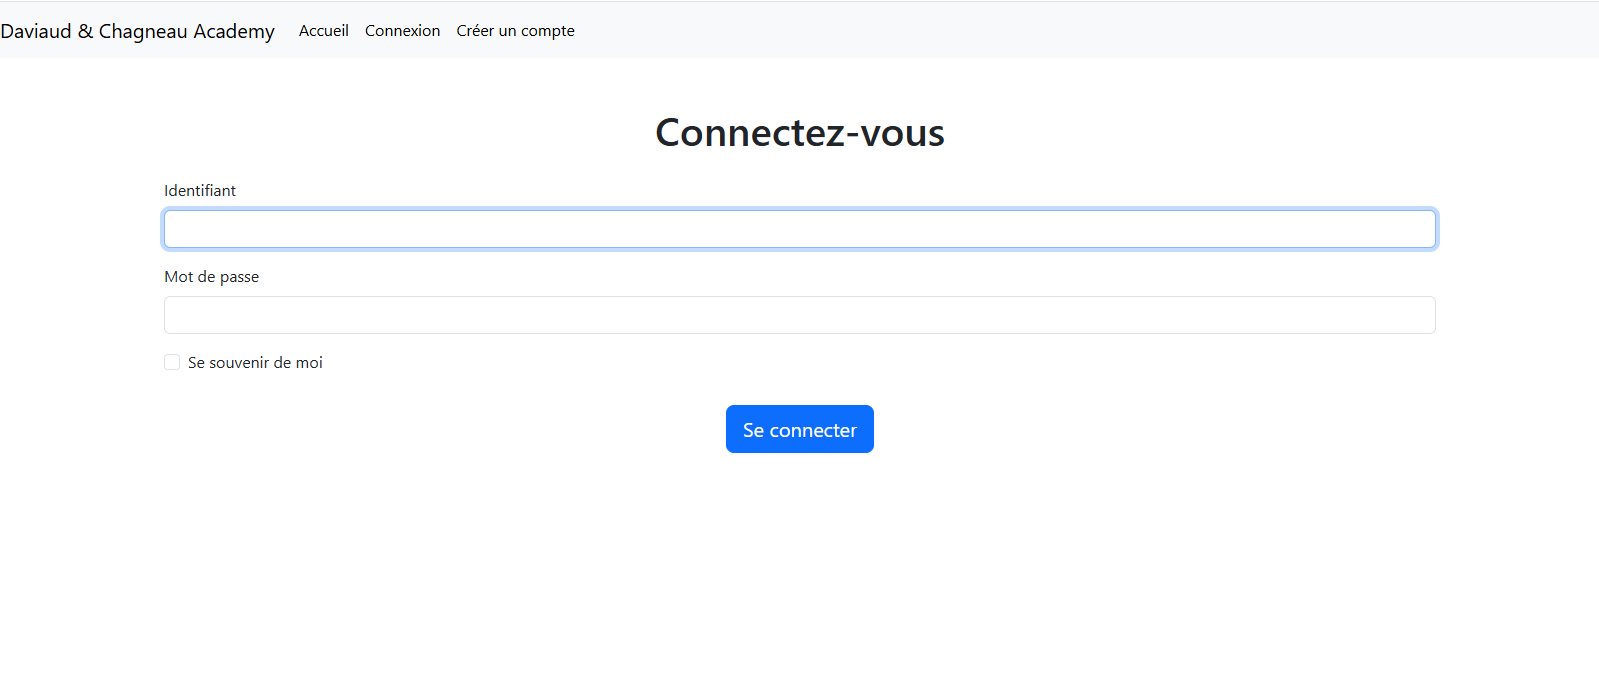 Daviaud & Chagneau Academy Accueil Connexion Créer un compte
Connectez-vous
Identifiant
Mot de passe
Se souvenir de moi
Se connecter